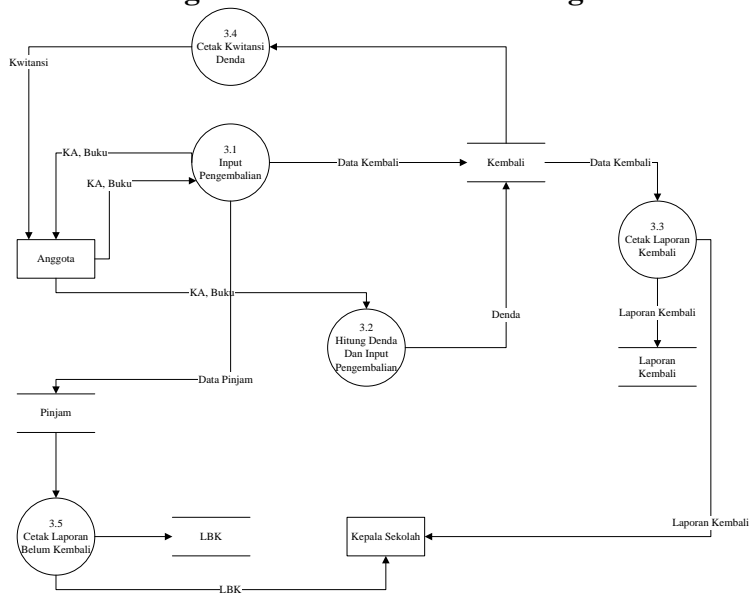 3.4
Cetak Kwitansi
Denda
Kwitansi
3.1
Input
Pengembalian
KA, Buku
Data Kembali
Kembali
Data Kembali
KA, Buku
3.3
Cetak Laporan
Kembali
Anggota
KA, Buku
Denda
Laporan Kembali
3.2
Hitung Denda
Dan Input
Pengembalian
Laporan
Kembali
Data Pinjam
Pinjam
3.5
Cetak Laporan
Belum Kembali
LBK
Kepala Sekolah
Laporan Kembali
LBK